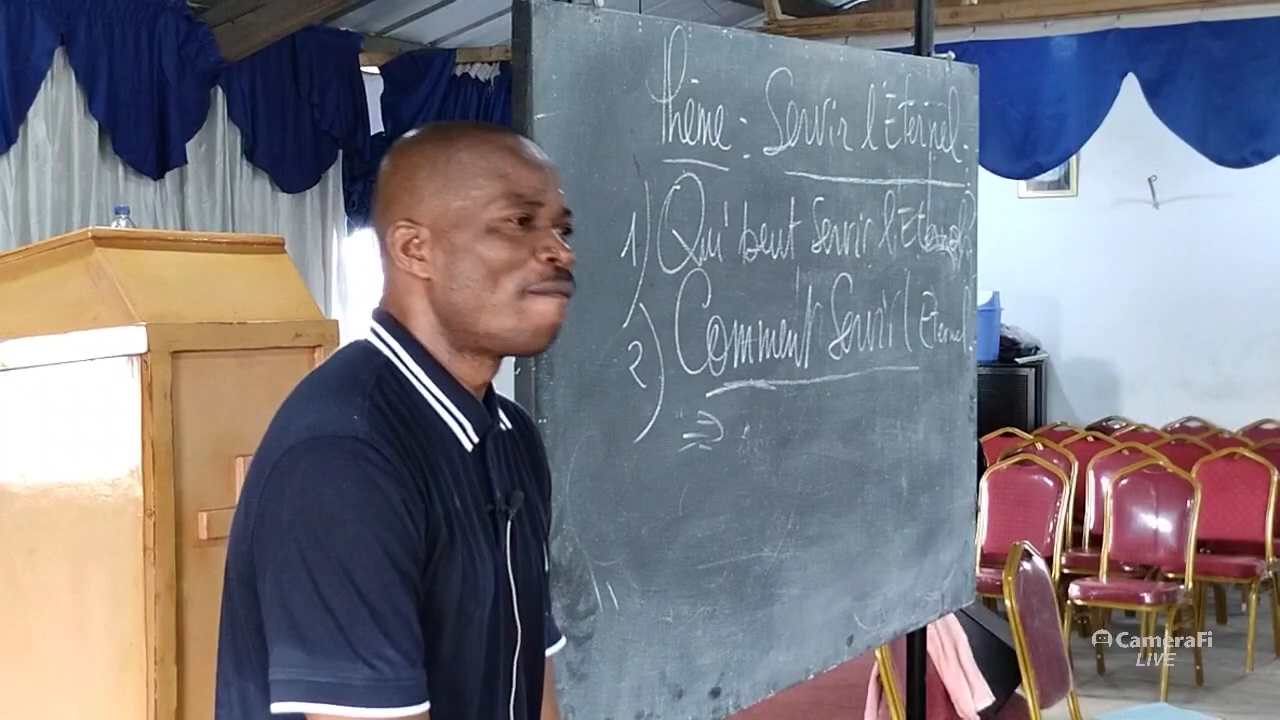 Thème : Servir l'Eternel.
1) Qui peut Servir l'Eternel?
2) Comment Servir l'Eternel.
⇒
CameraFi
LIVE